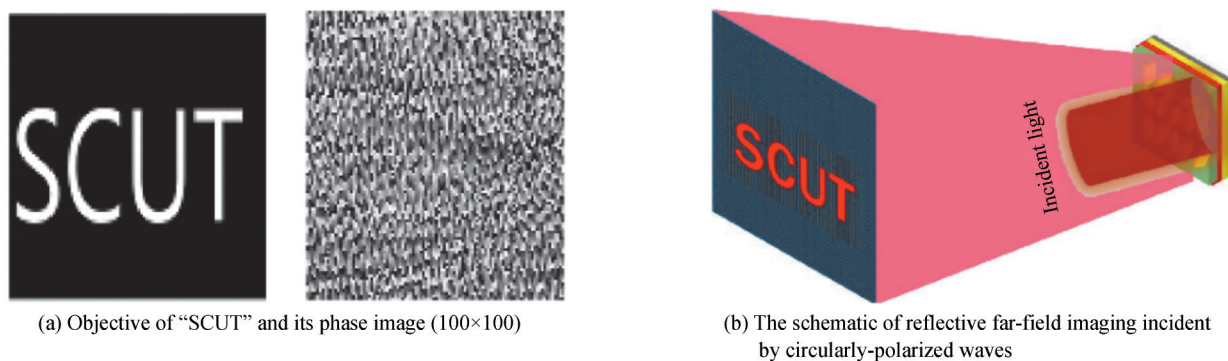 SCUT
SCUT
Incident light
(a) Objective of “SCUT” and its phase image (100×100)
(b) The schematic of reflective far-field imaging incident
by circularly-polarized waves